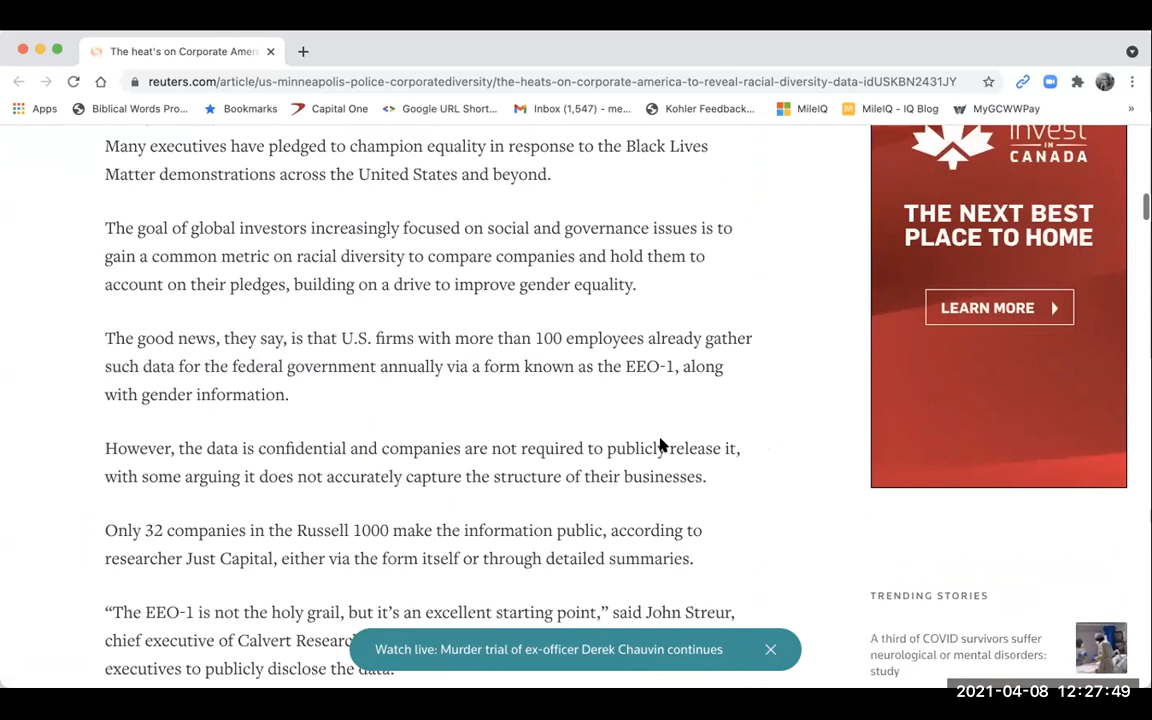 The heat's on Corporate Amer
reuters.com/article/us-minneapolis-police-corporatediversity/the-heats-on-corporate-america-to-reveal-racial-diversity-data-idUSKBN2431JY
Apps Biblical Words Pro... Bookmarks Capital One Google URL Short... Inbox (1,547) - me... Kohler Feedback... MileIQ MileIQ - IQ Blog MyGCWWPay »
Many executives have pledged to champion equality in response to the Black Lives
Matter demonstrations across the United States and beyond.
The goal of global investors increasingly focused on social and governance issues is to
gain a common metric on racial diversity to compare companies and hold them to
account on their pledges, building on a drive to improve gender equality.
The good news, they say, is that U.S. firms with more than 100 employees already gather
such data for the federal government annually via a form known as the EEO-1, along
with gender information.
However, the data is confidential and companies are not required to publicly release it,
with some arguing it does not accurately capture the structure of their businesses.
Only 32 companies in the Russell 1000 make the information public, according to
researcher Just Capital, either via the form itself or through detailed summaries.
“The EEO-1 is not the holy grail, but it’s an excellent starting point,” said John Streur,
chief executive of Calvert Research
executives to publicly disclose the data.
Watch live: Murder trial of ex-officer Derek Chauvin continues
invest
IN
CANADA
THE NEXT BEST
PLACE TO HOME
LEARN MORE
TRENDING STORIES
A third of COVID survivors suffer
neurological or mental disorders:
study
2021-04-08 12:27:49